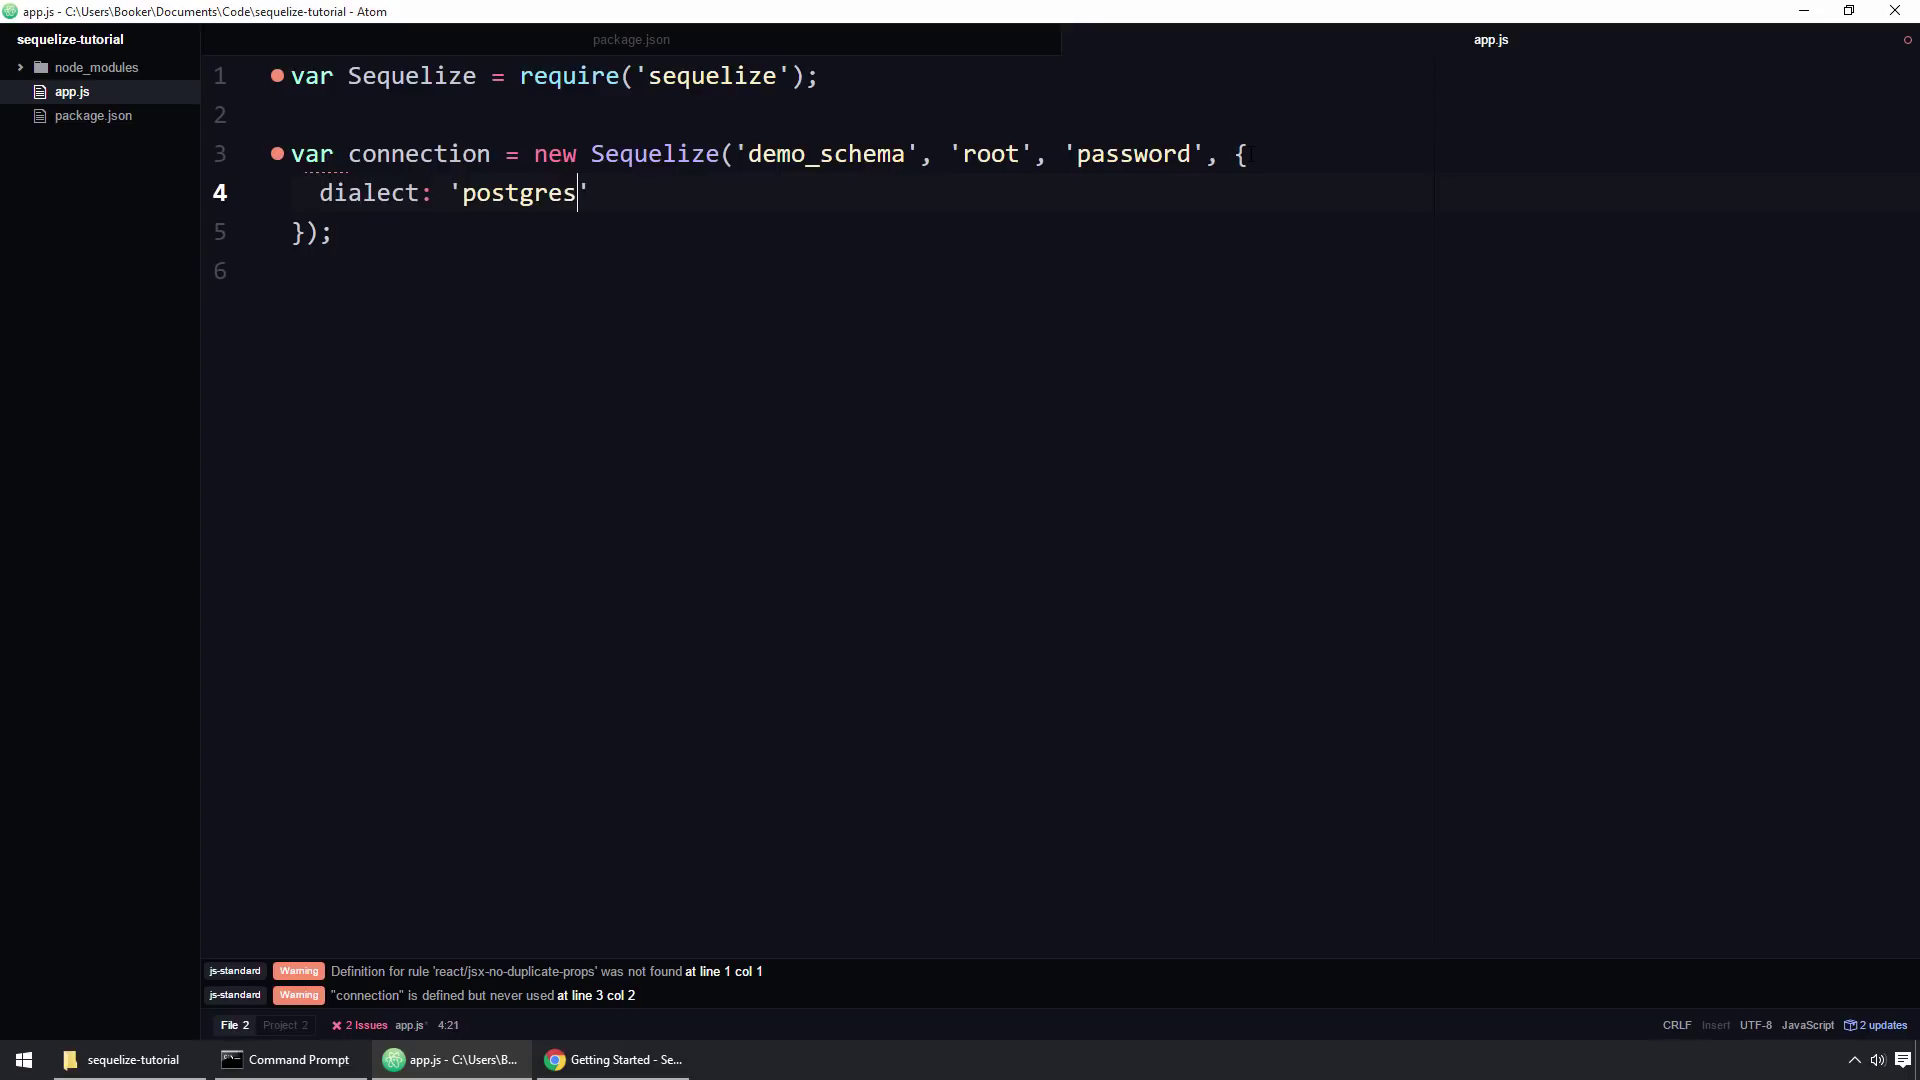 app.js - C:\Users\Booker\Documents\Code\sequelize-tutorial - Atom
sequelize-tutorial
node_modules
app.js
package.json
package.json
app.js
1 var Sequelize = require('sequelize');
2
3 var connection = new Sequelize('demo_schema', 'root', 'password', {
4 dialect: 'postgres'
5 });
6
js-standard Warning Definition for rule 'react/jsx-no-duplicate-props' was not found at line 1 col 1
js-standard Warning "connection" is defined but never used at line 3 col 2
File 2 Project 2 2 Issues app.js* 4:21 CRLF Insert UTF-8 JavaScript 2 updates
sequelize-tutorial Command Prompt app.js - C:\Users\B... Getting Started - Se...